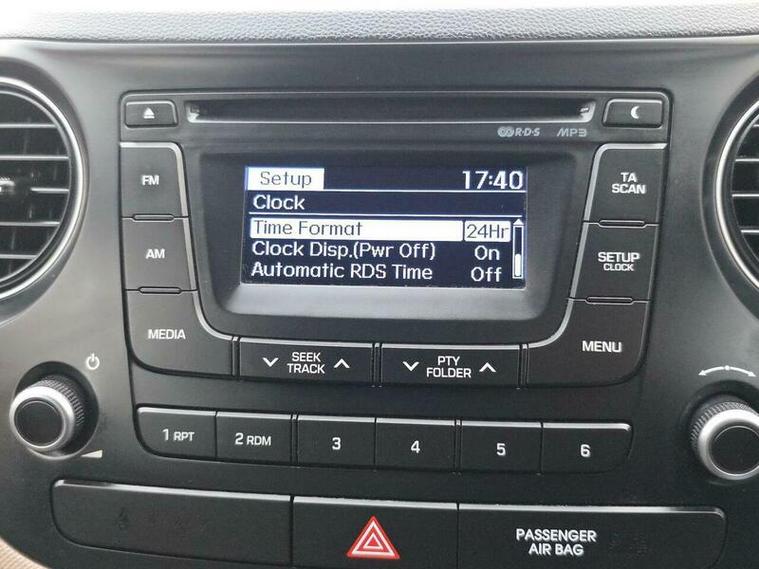 R·D·S MP3
Setup 17:40
Clock
Time Format 24Hr
Clock Disp.(Pwr Off) On
Automatic RDS Time Off
FM
AM
MEDIA
TA
SCAN
SETUP
CLOCK
MENU
SEEK
TRACK
PTY
FOLDER
1 RPT
2 RDM
3
4
5
6
PASSENGER
AIR BAG